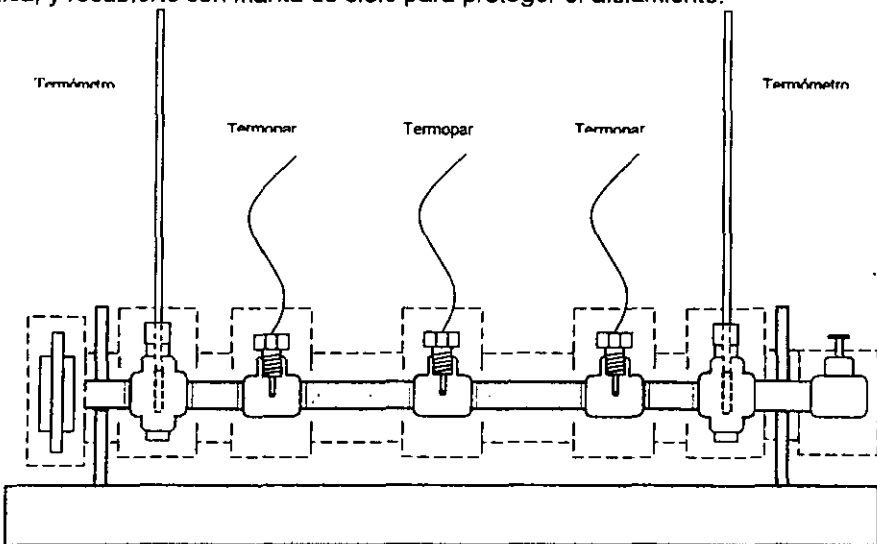 y recubierto con manta de cielo para proteger el aislamiento.
Termómetro Termómetro
Termopar Termopar Termopar